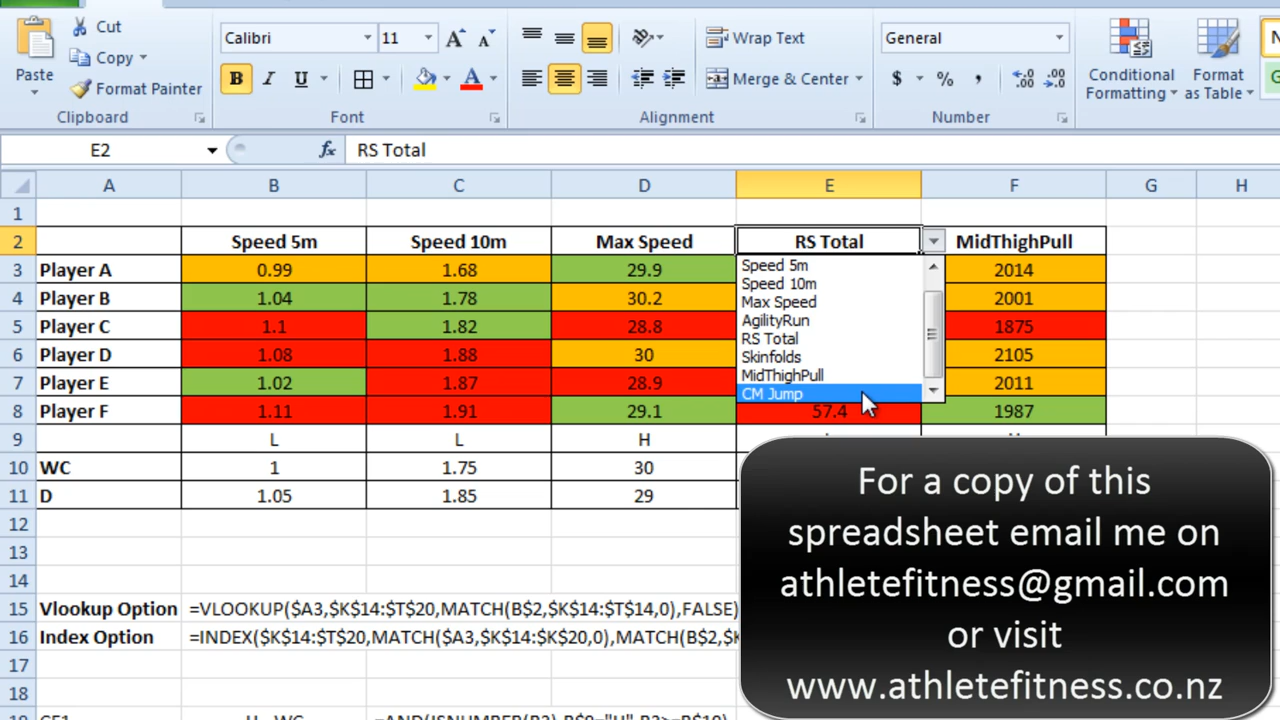 Cut
Copy
Format Painter
Paste
Clipboard
Calibri
11
B I U
Font
Wrap Text
Merge & Center
Alignment
General
$ % ,
Number
Conditional
Formatting
Format
as Table
E2
fx
RS Total
A B C D E F G H
1
2 Speed 5m Speed 10m Max Speed RS Total MidThighPull
3 Player A 0.99 1.68 29.9 2014
4 Player B 1.04 1.78 30.2 2001
5 Player C 1.1 1.82 28.8 1875
6 Player D 1.08 1.88 30 2105
7 Player E 1.02 1.87 28.9 2011
8 Player F 1.11 1.91 29.1 57.4 1987
Speed 5m
Speed 10m
Max Speed
AgilityRun
RS Total
Skinfolds
MidThighPull
CM Jump
9 L L H
10 WC 1 1.75 30
11 D 1.05 1.85 29
12
13
14
15 Vlookup Option =VLOOKUP($A3,$K$14:$T$20,MATCH(B$2,$K$14:$T$14,0),FALSE)
16 Index Option =INDEX($K$14:$T$20,MATCH($A3,$K$14:$K$20,0),MATCH(B$2,$K
17
18
For a copy of this
spreadsheet email me on
athletefitness@gmail.com
or visit
www.athletefitness.co.nz